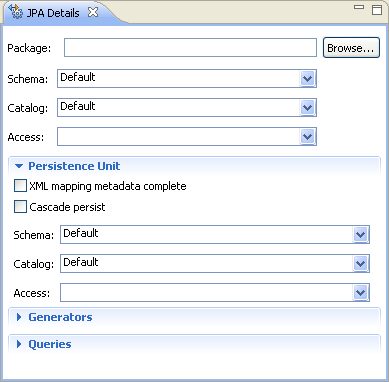 JPA Details
Package:
Browse...
Schema: Default
Catalog: Default
Access:
Persistence Unit
XML mapping metadata complete
Cascade persist
Schema: Default
Catalog: Default
Access:
Generators
Queries